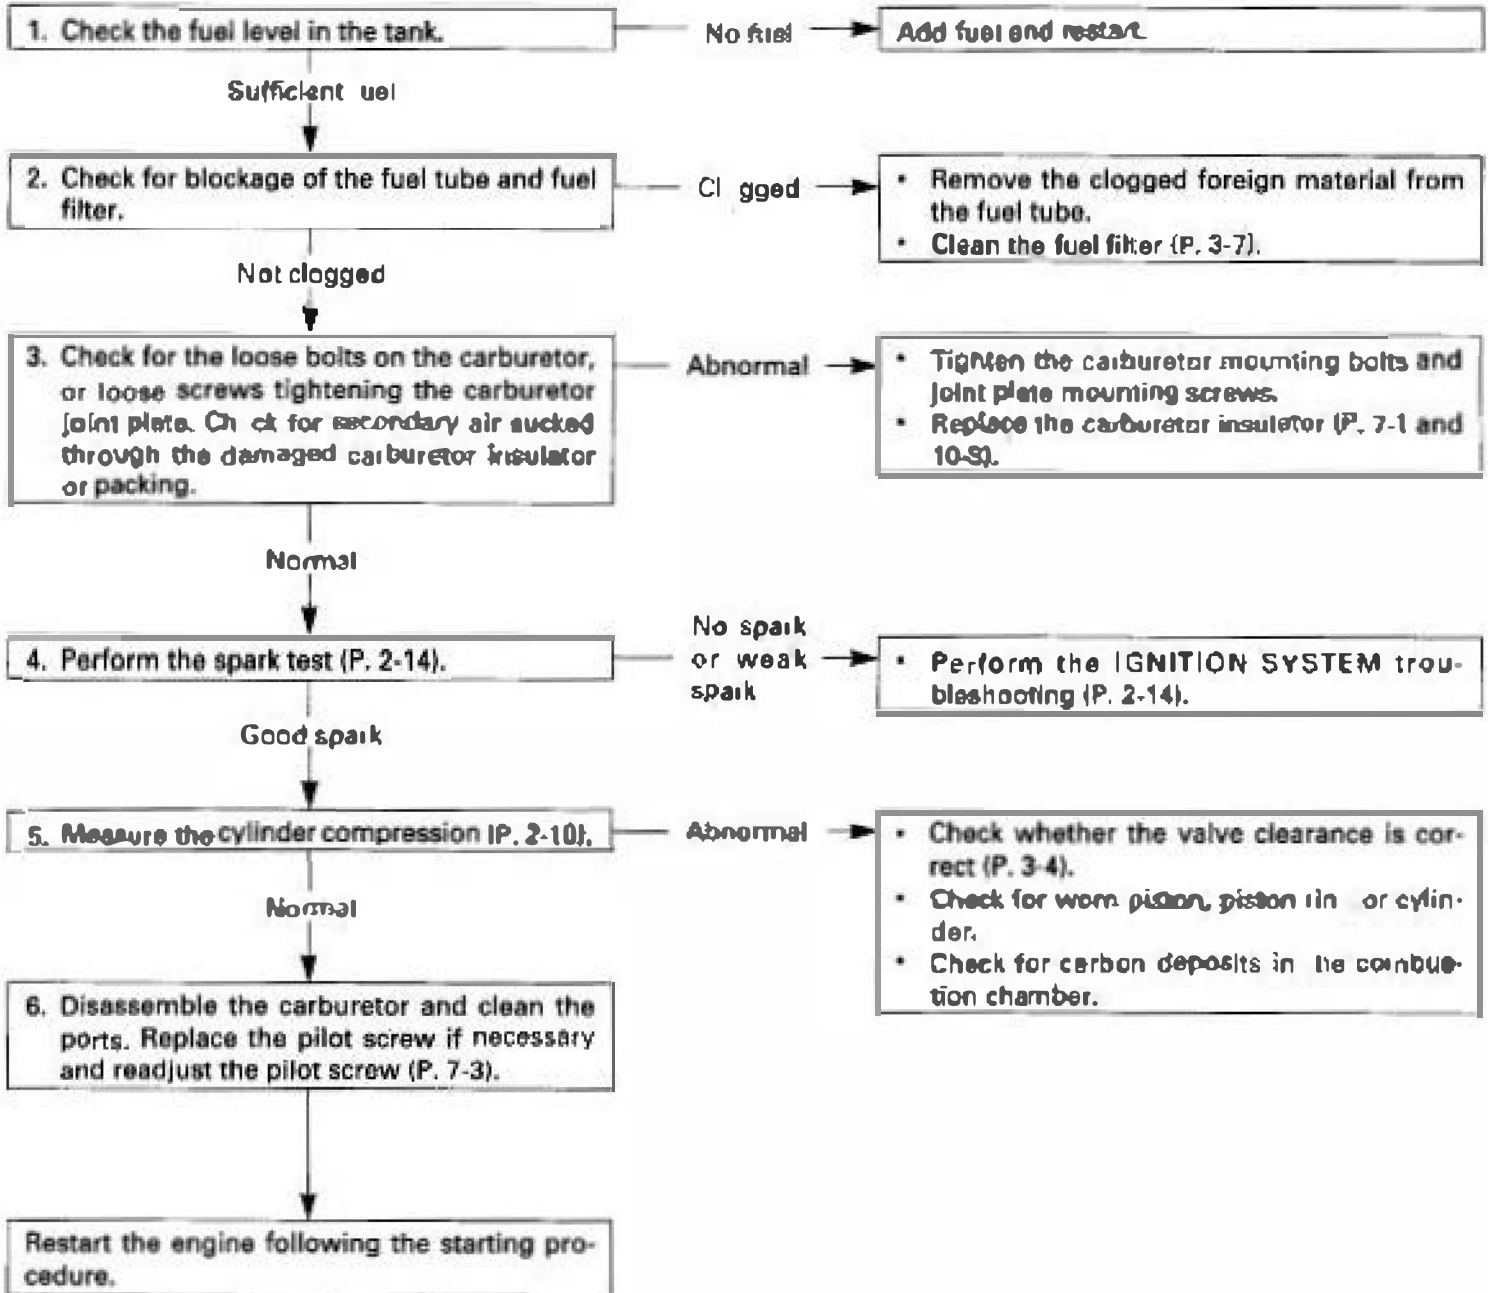 1. Check the fuel level in the tank.
No fuel
Add fuel and restart
Sufficient uel
2. Check for blockage of the fuel tube and fuel
filter.
Cl gged
• Remove the clogged foreign material from
the fuel tube.
• Clean the fuel filter (P. 3-7).
Not clogged
3. Check for the loose bolts on the carburetor,
or loose screws tightening the carburetor
joint plate. Ch ck for secondary air sucked
through the damaged carburetor insulator
or packing.
Abnormal
• Tighten the carburetor mounting bolts and
joint plate mounting screws.
• Replace the carburetor insulator (P. 7-1 and
Normal
4. Perform the spark test (P. 2-14).
No spark
or weak
spark
• Perform the IGNITION SYSTEM trou-
bleshooting (P. 2-14).
Good spark
5. Measure the cylinder compression (P. 2-10).
Abnormal
• Check whether the valve clearance is cor-
rect (P. 3-4).
• Check for worn piston, piston rin or cylin-
der.
• Check for carbon deposits in he combus-
tion chamber.
Normal
6. Disassemble the carburetor and clean the
ports. Replace the pilot screw if necessary
and readjust the pilot screw (P. 7-3).
Restart the engine following the starting pro-
cedure.